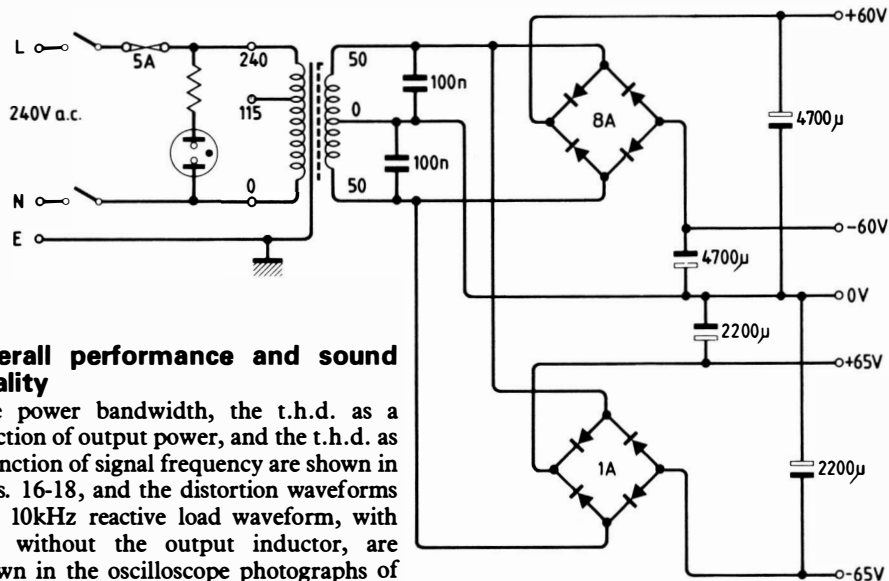 L
5A
240
50
100n
+60V
240V a.c.
115
0
8A
4700µ
100n
N
0
50
-60V
E
4700µ
0V
2200µ
+65V
1A
2200µ
-65V
erall performance and sound
ality
e power bandwidth, the t.h.d. as a
ction of output power, and the t.h.d. as
unction of signal frequency are shown in
s. 16-18, and the distortion waveforms
10kHz reactive load waveform, with
without the output inductor, are
wn in the oscilloscope photographs of